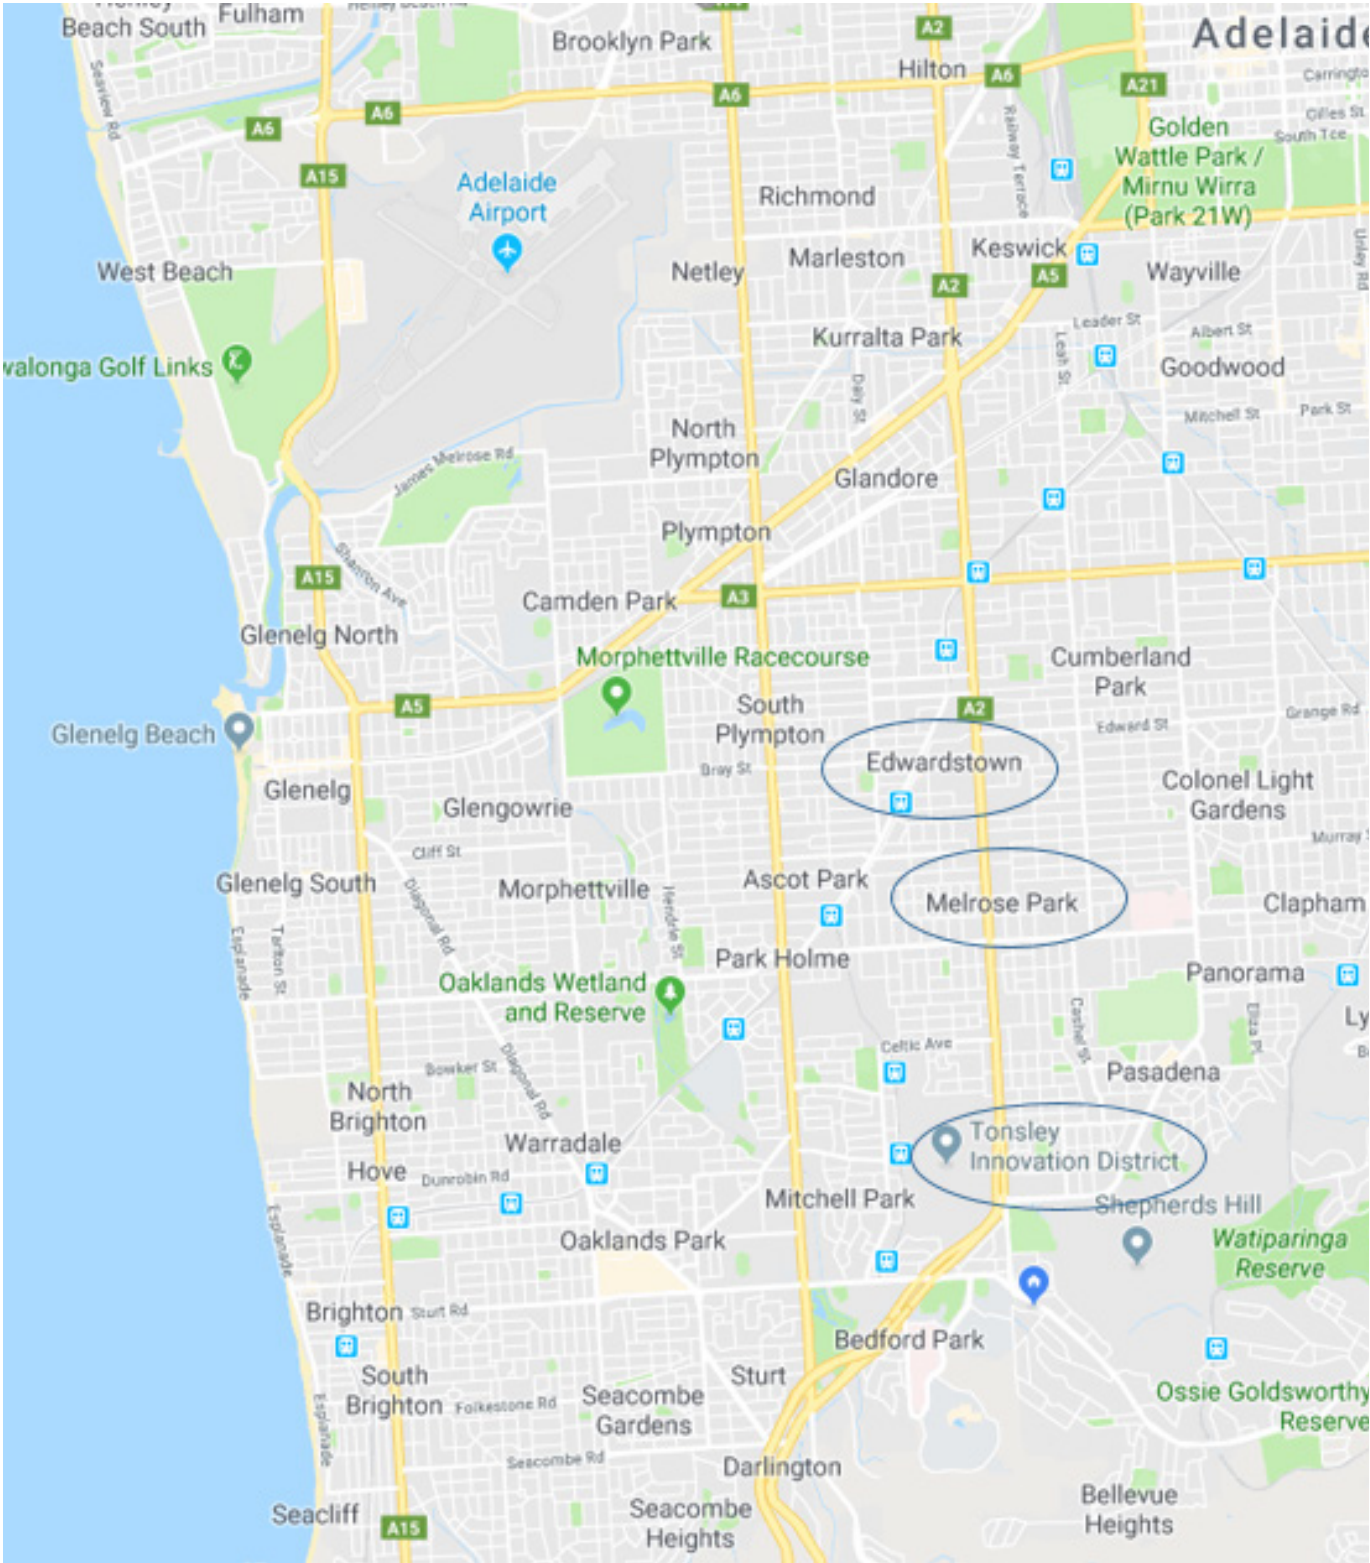 Beach South
Fulham
Brooklyn Park
A2
Hilton
A6
Adelaide
A21
Carringto
Gilles St
South Tce
A6
A6
A6
Seaview Rd
A15
Adelaide
Airport
Richmond
Railway Terrace
Golden
Wattle Park /
Mirnu Wirra
(Park 21W)
West Beach
Netley
Marleston
Keswick
A2
A5
Wayville
Unley Rd
Kurralta Park
Leader St
Albert St
Leah St
walonga Golf Links
Goodwood
Daly St
Mitchell St
Park St
North
Plympton
James Melrose Rd
Glandore
Plympton
Shannon Ave
A15
Camden Park
A3
Glenelg North
Morphettville Racecourse
Cumberland
Park
A5
South
Plympton
A2
Edward St
Grange Rd
Glenelg Beach
Edwardstown
Bray St
Glenelg
Glengowrie
Colonel Light
Gardens
Murray
Cliff St
Glenelg South
Morphettville
Ascot Park
Melrose Park
Clapham
Diagonal Rd
Hendrie St
Esplanade
Tarlton St
Park Holme
Panorama
Oaklands Wetland
and Reserve
Cashel St
Eliza Pl
Ly
Celtic Ave
Bowker St
Diagonal Rd
Pasadena
North
Brighton
Warradale
Tonsley
Innovation District
Hove
Dunrobin Rd
Mitchell Park
Shepherds Hill
Esplanade
Oaklands Park
Watiparinga
Reserve
Brighton
Sturt Rd
Bedford Park
South
Brighton
Folkestone Rd
Sturt
Seacombe
Gardens
Ossie Goldsworthy
Reserve
Esplanade
Seacombe Rd
Darlington
Seacliff
A15
Seacombe
Heights
Bellevue
Heights